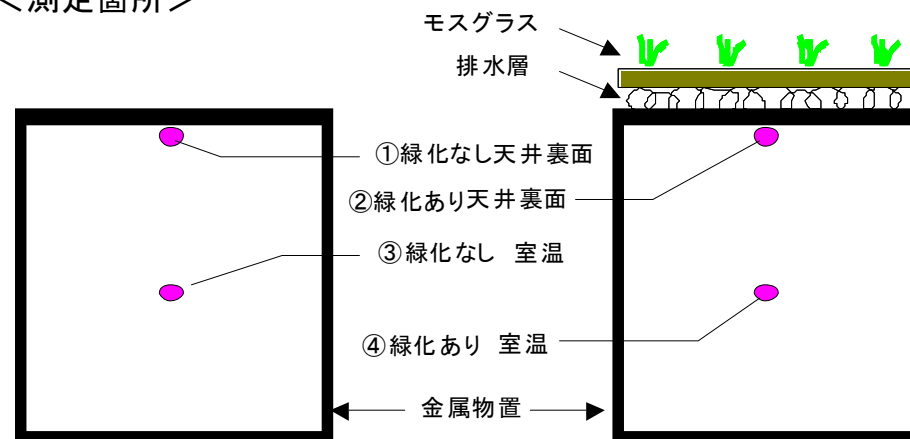 ＜測定箇所＞
モスグラス
排水層
①緑化なし天井裏面
②緑化あり天井裏面
③緑化なし 室温
④緑化あり 室温
金属物置